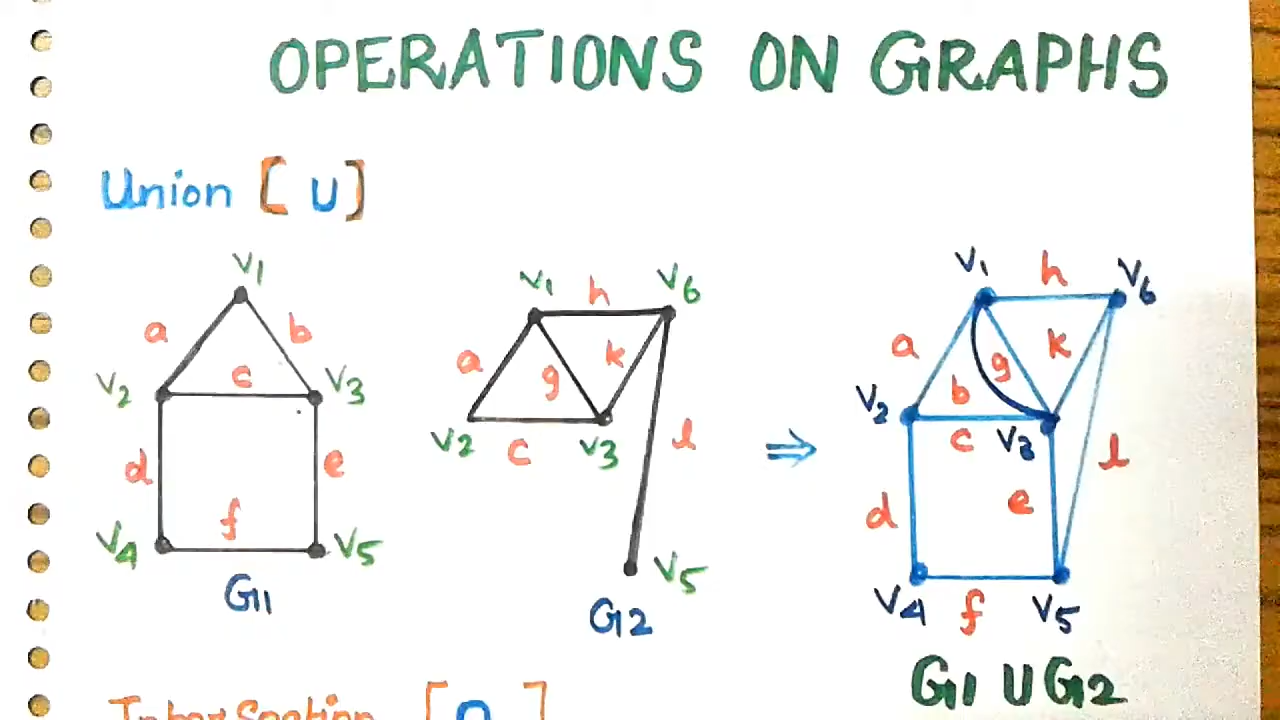 OPERATIONS ON GRAPHS
Union [ U ]
V1
a b
V2 c V3
d e
f
V4 V5
G1
V1 h V6
a g k
V2 c V3 l
V5
G2
⇒
V1 h V6
a g k
V2 b
c V3 l
d e
V4 f V5
G1 U G2
Intersection [ ∩ ]